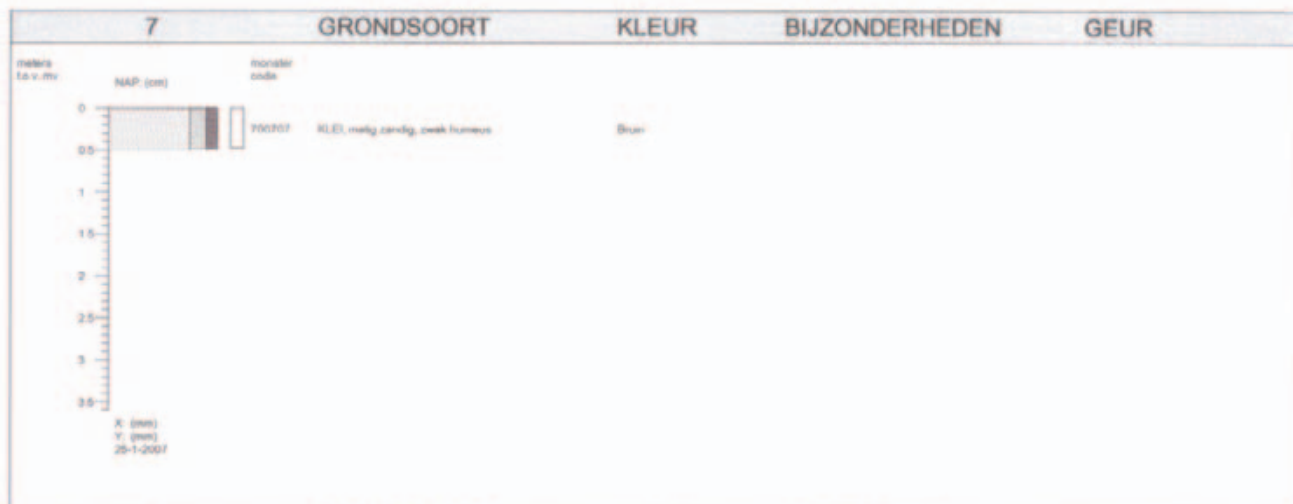 7 GRONDSOORT KLEUR BIJZONDERHEDEN GEUR
meters
t.o.v. mv
monster
code
NAP: (cm)
0
700707 KLEI, matig zandig, zwak humeus Bruin
0.5
1
1.5
2
2.5
3
3.5
X: (mm)
Y: (mm)
-1-2007